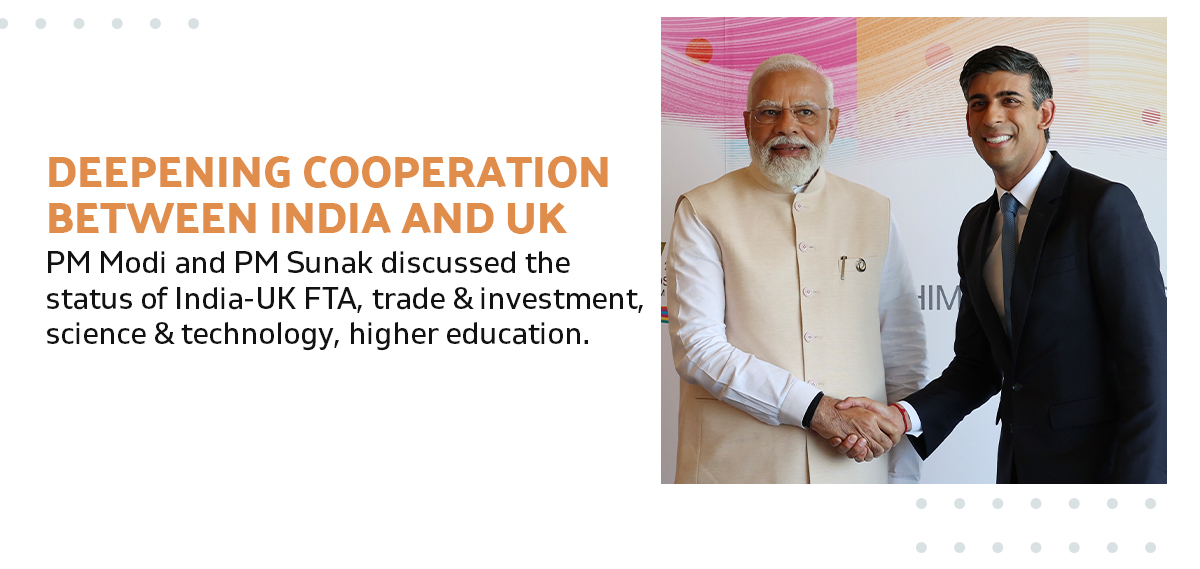 DEEPENING COOPERATION
BETWEEN INDIA AND UK
PM Modi and PM Sunak discussed the
status of India-UK FTA, trade & investment,
science & technology, higher education.
HIM